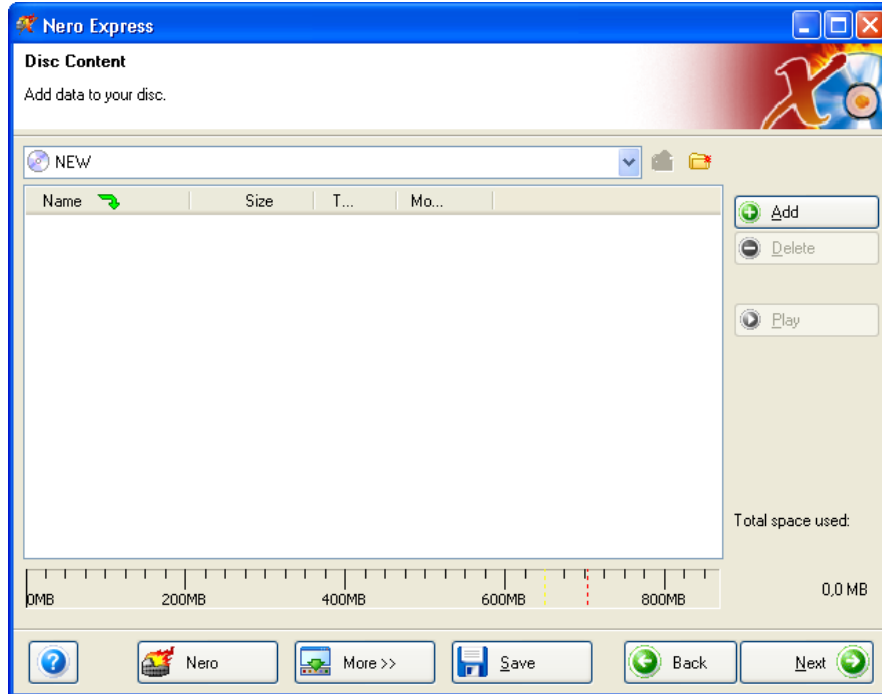 Nero Express
Disc Content
Add data to your disc.
NEW
Name Size T... Mo...
Add
Delete
Play
Total space used:
0MB 200MB 400MB 600MB 800MB
0,0 MB
Nero More >> Save Back Next